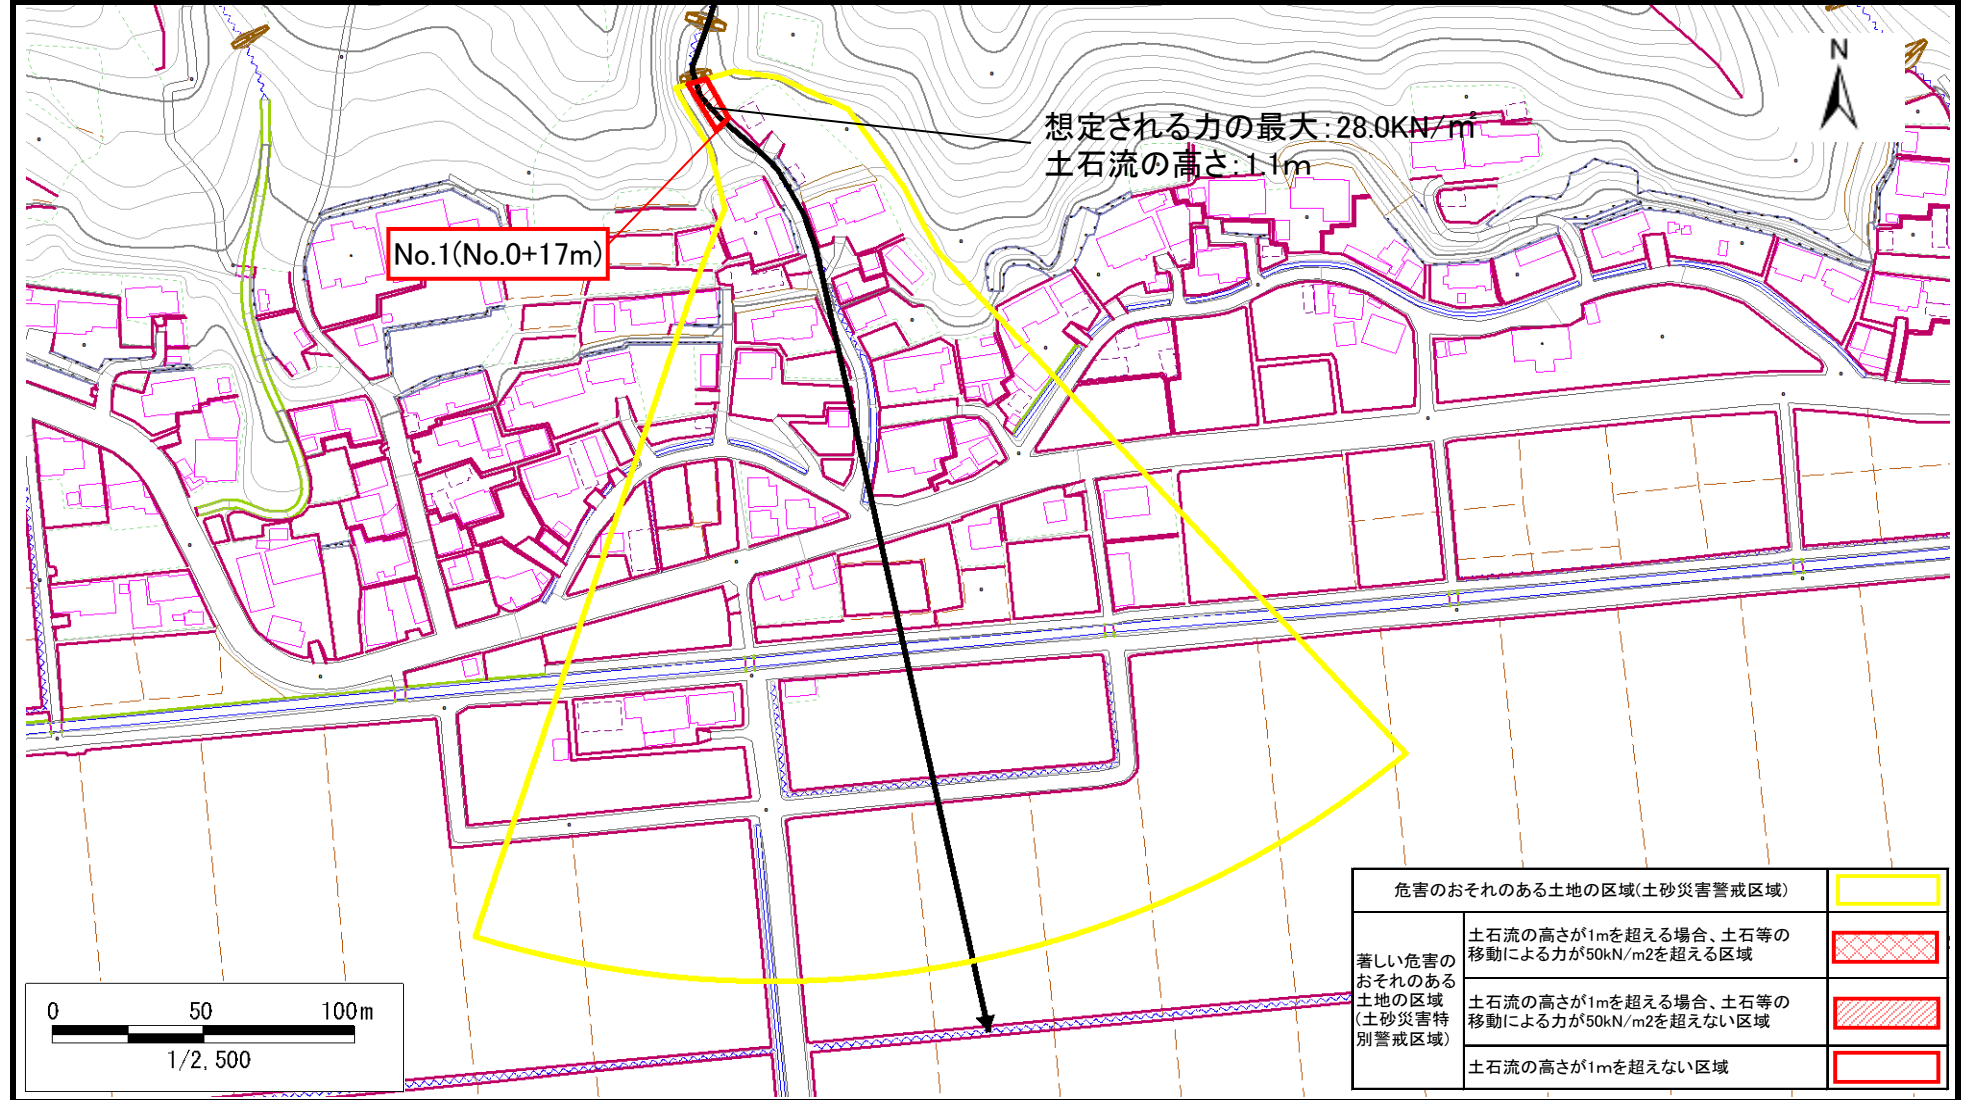 N
想定される力の最大:28.0KN/㎡
土石流の高さ:1.1m
No.1(No.0+17m)
危害のおそれのある土地の区域(土砂災害警戒区域)
著しい危害の
おそれのある
土地の区域
(土砂災害特
別警戒区域)
土石流の高さが1mを超える場合、土石等の
移動による力が50kN/m2を超える区域
土石流の高さが1mを超える場合、土石等の
移動による力が50kN/m2を超えない区域
土石流の高さが1mを超えない区域
0 50 100m
1/2,500